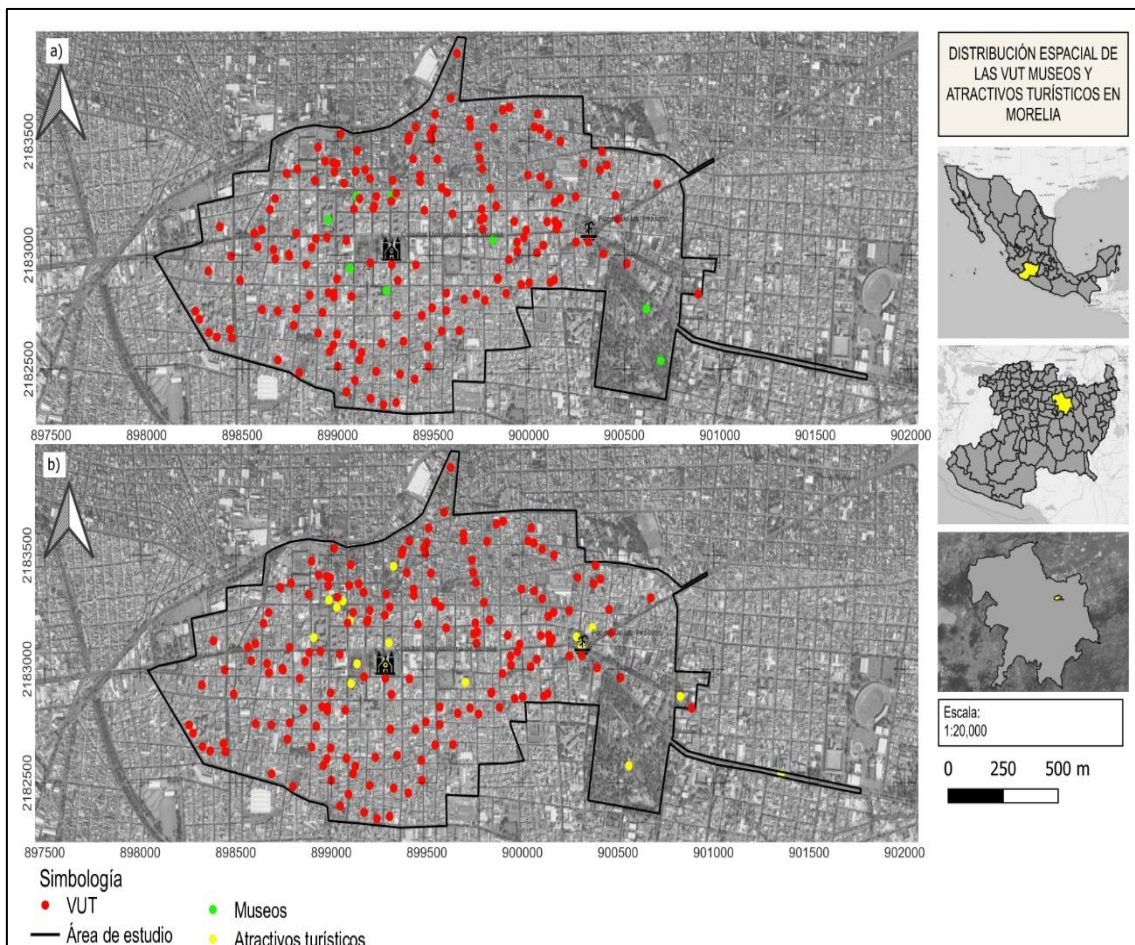 a)
2183500
2183000
2182500
897500 898000 898500 899000 899500 900000 900500 901000 901500 902000
b)
2183500
2183000
2182500
897500 898000 898500 899000 899500 900000 900500 901000 901500 902000
DISTRIBUCIÓN ESPACIAL DE
LAS VUT MUSEOS Y
ATRACTIVOS TURÍSTICOS EN
MORELIA
Escala:
1:20,000
0 250 500 m
Simbología
VUT
Museos
Área de estudio
Atractivos turísticos